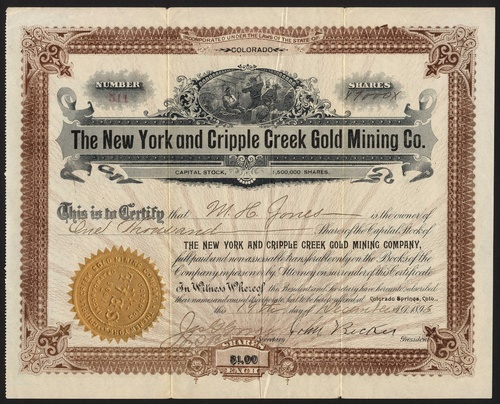 INCORPORATED UNDER THE LAWS OF THE STATE OF
COLORADO
NUMBER
511
SHARES
The New York and Cripple Creek Gold Mining Co.
CAPITAL STOCK, 1,500,000 SHARES.
This is to Certify that M. H. Jones is the owner of
One Thousand Shares of the Capital Stock of
THE NEW YORK AND CRIPPLE CREEK GOLD MINING COMPANY,
full paid and non assessable transferable only on the Books of the
Company in person or by Attorney on surrender of this Certificate
In Witness Whereof the President and Secretary have hereunto subscribed
their names and caused the corporate Seal to be hereto affixed at Colorado Springs, Colo.,
this day of December 1895
Secretary President
SHARES
$1.00
EACH